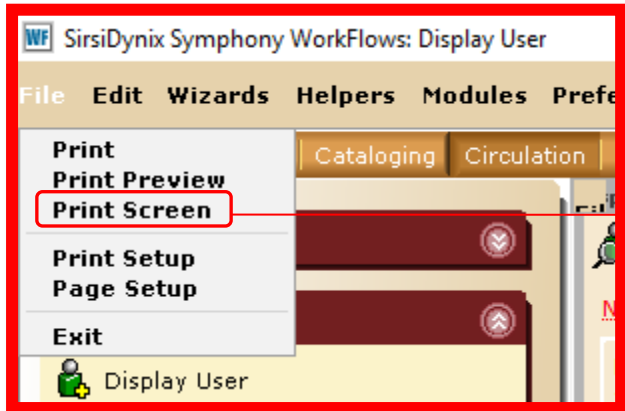 WF SirsiDynix Symphony WorkFlows: Display User
File Edit Wizards Helpers Modules Prefe
Print
Cataloging Circulation
Print Preview
Print Screen
Print Setup
Page Setup
Exit
N
Display User